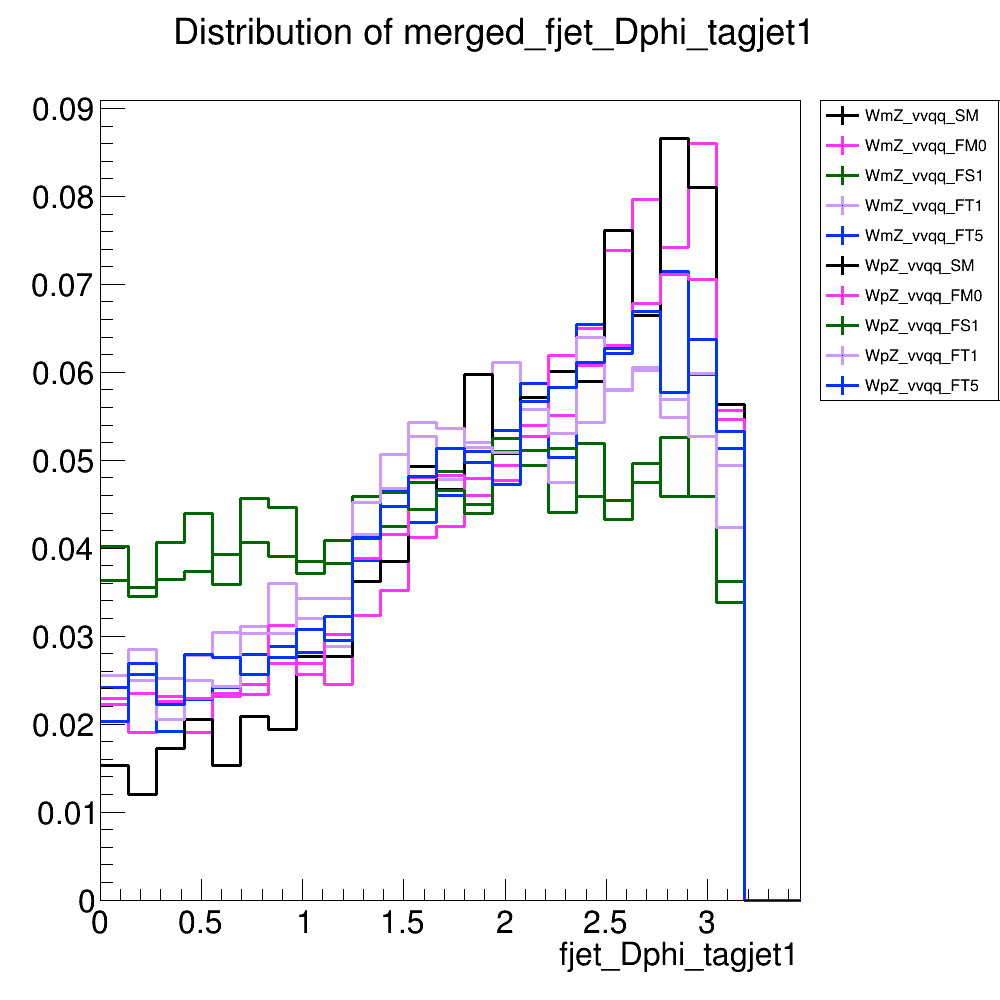 Distribution of merged_fjet_Dphi_tagjet1
0.09
0.08
0.07
0.06
0.05
0.04
0.03
0.02
0.01
0
0 0.5 1 1.5 2 2.5 3
fjet_Dphi_tagjet1
WmZ_vvqq_SM
WmZ_vvqq_FM0
WmZ_vvqq_FS1
WmZ_vvqq_FT1
WmZ_vvqq_FT5
WpZ_vvqq_SM
WpZ_vvqq_FM0
WpZ_vvqq_FS1
WpZ_vvqq_FT1
WpZ_vvqq_FT5